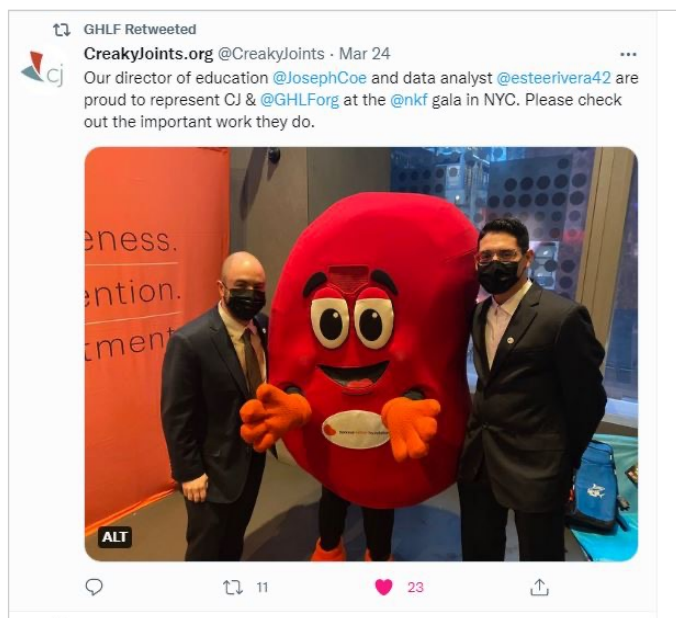 GHLF Retweeted
CreakyJoints.org @CreakyJoints · Mar 24
cj
Our director of education @JosephCoe and data analyst @esteerivera42 are
proud to represent CJ & @GHLForg at the @nkf gala in NYC. Please check
out the important work they do.
eness.
ention.
tment
ALT
11
23